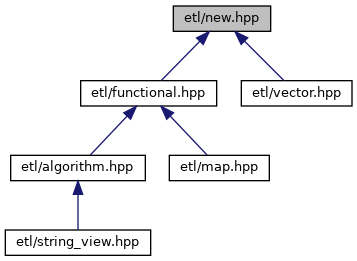 etl/new.hpp
etl/functional.hpp
etl/vector.hpp
etl/algorithm.hpp
etl/map.hpp
etl/string_view.hpp